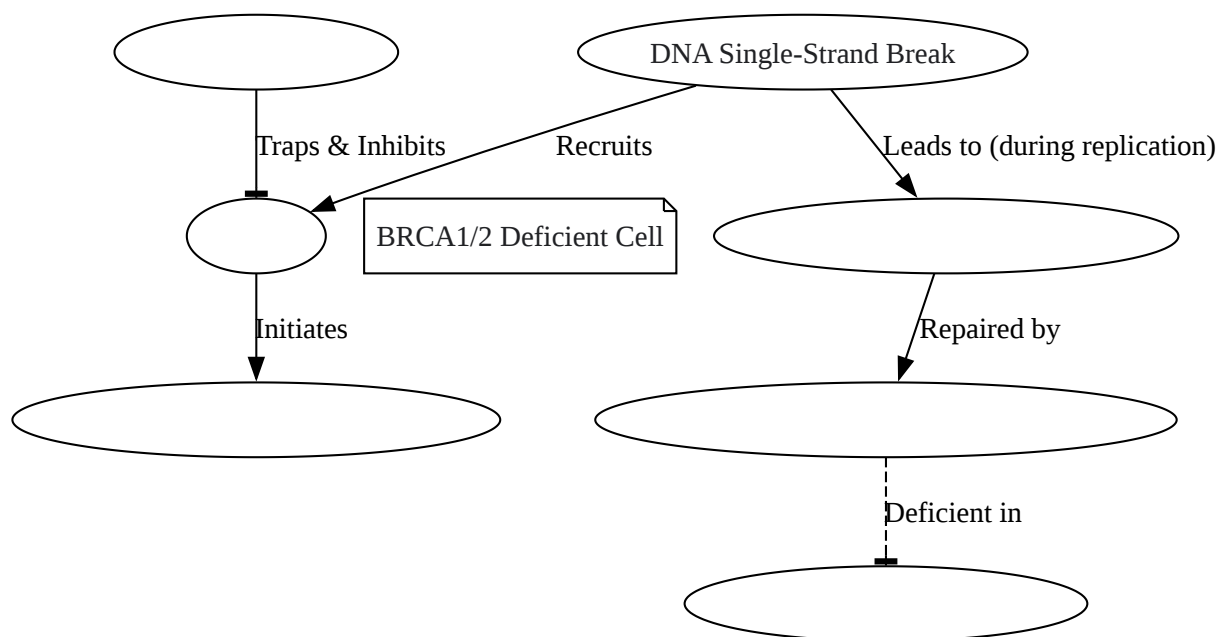 DNA Single-Strand Break
Traps & Inhibits
Recruits
Leads to (during replication)
BRCA1/2 Deficient Cell
Initiates
Repaired by
Deficient in